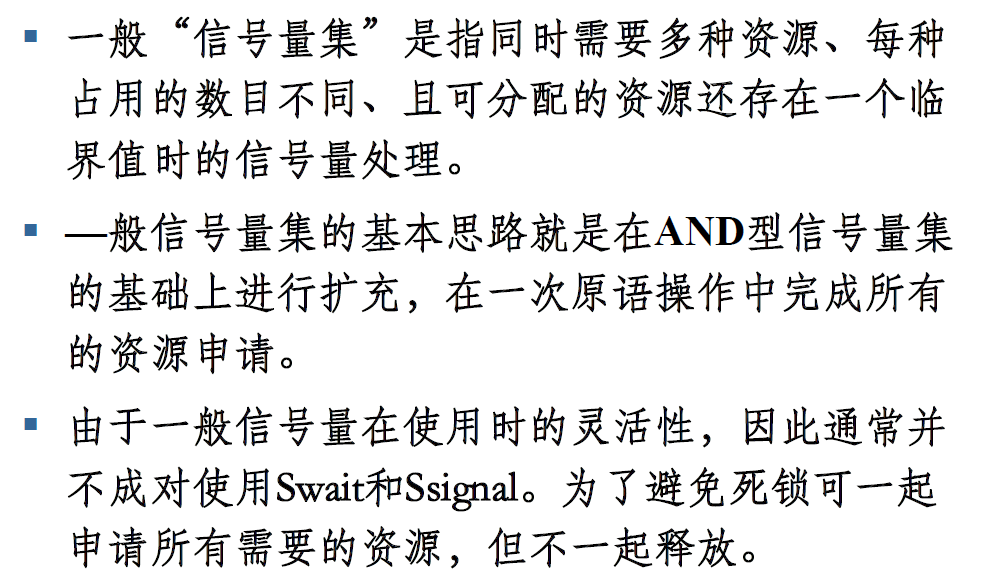 ▪ 一般“信号量集”是指同时需要多种资源、每种
占用的数目不同、且可分配的资源还存在一个临
界值时的信号量处理。
▪ 一般信号量集的基本思路就是在AND型信号量集
的基础上进行扩充，在一次原语操作中完成所有
的资源申请。
▪ 由于一般信号量在使用时的灵活性，因此通常并
不成对使用Swait和Ssignal。为了避免死锁可一起
申请所有需要的资源，但不一起释放。